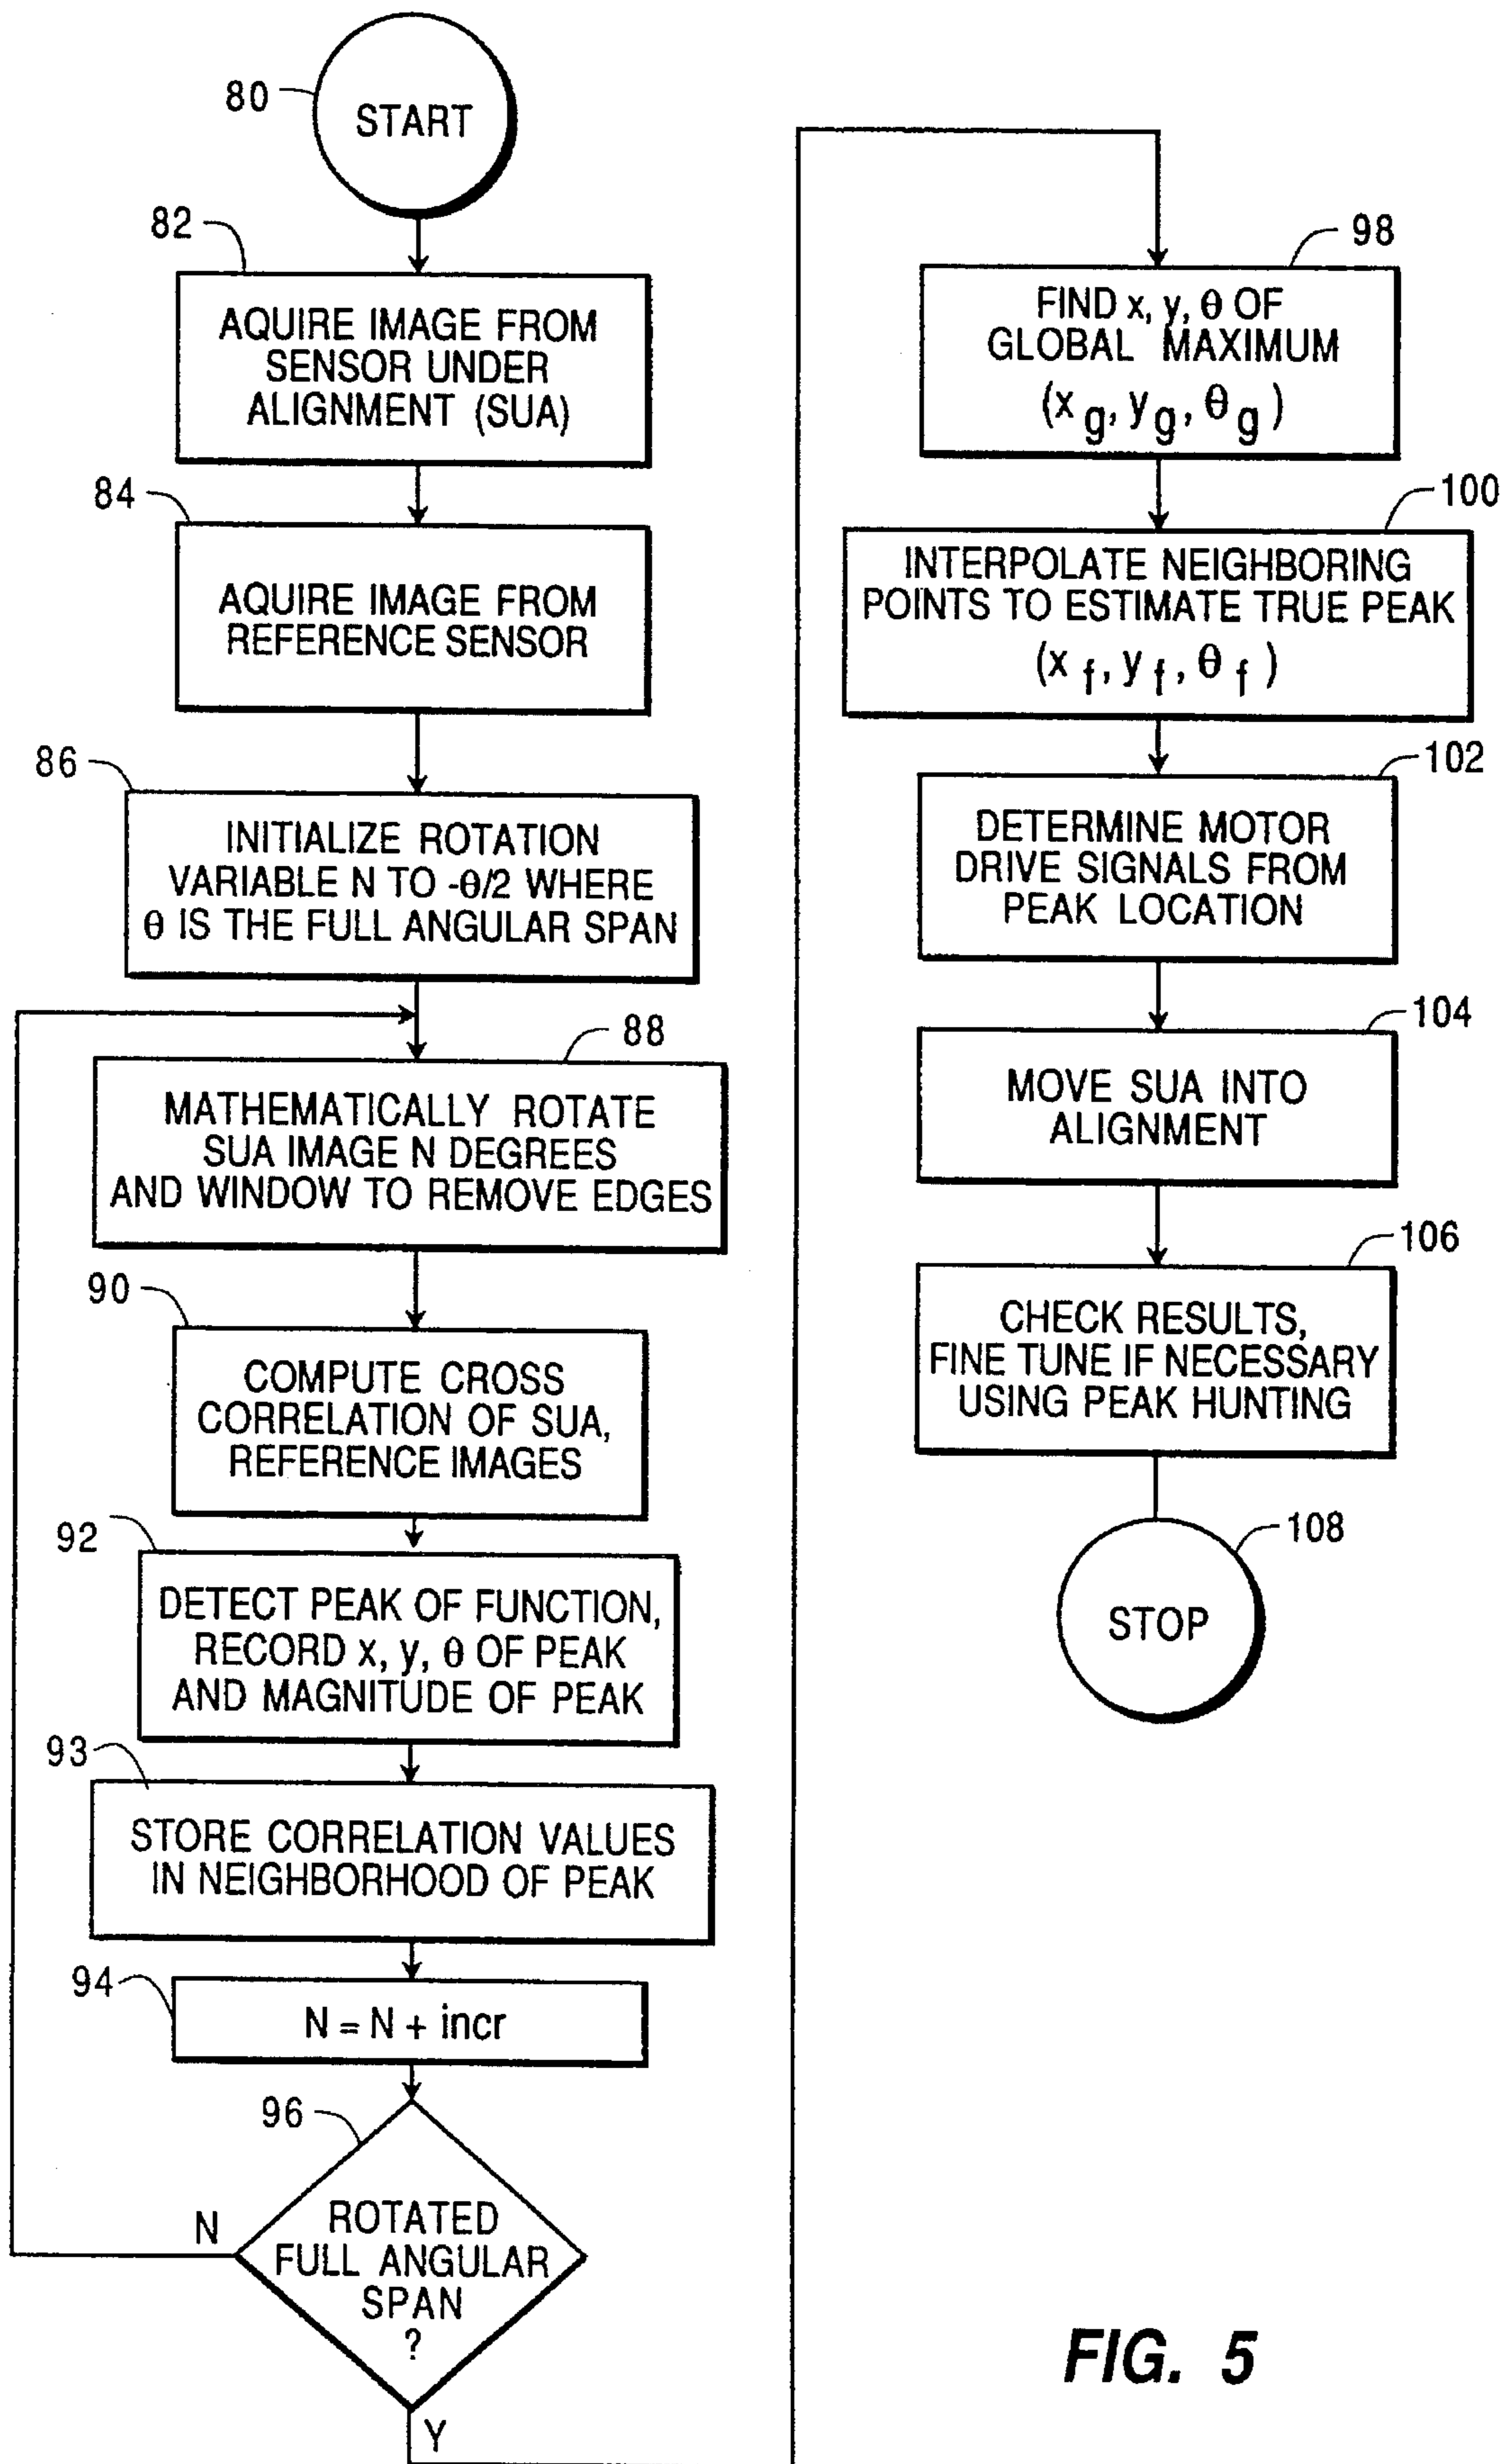 80
START
82
AQUIRE IMAGE FROM
SENSOR UNDER
ALIGNMENT (SUA)
84
AQUIRE IMAGE FROM
REFERENCE SENSOR
86
INITIALIZE ROTATION
VARIABLE N TO -θ/2 WHERE
θ IS THE FULL ANGULAR SPAN
88
MATHEMATICALLY ROTATE
SUA IMAGE N DEGREES
AND WINDOW TO REMOVE EDGES
90
COMPUTE CROSS
CORRELATION OF SUA,
REFERENCE IMAGES
92
DETECT PEAK OF FUNCTION,
RECORD x, y, θ OF PEAK
AND MAGNITUDE OF PEAK
93
STORE CORRELATION VALUES
IN NEIGHBORHOOD OF PEAK
94
N = N + incr
96
ROTATED
FULL ANGULAR
SPAN
?
N
Y
98
FIND x, y, θ OF
GLOBAL MAXIMUM
(x g, y g, θ g )
100
INTERPOLATE NEIGHBORING
POINTS TO ESTIMATE TRUE PEAK
(x f, y f, θ f )
102
DETERMINE MOTOR
DRIVE SIGNALS FROM
PEAK LOCATION
104
MOVE SUA INTO
ALIGNMENT
106
CHECK RESULTS,
FINE TUNE IF NECESSARY
USING PEAK HUNTING
108
STOP
FIG. 5